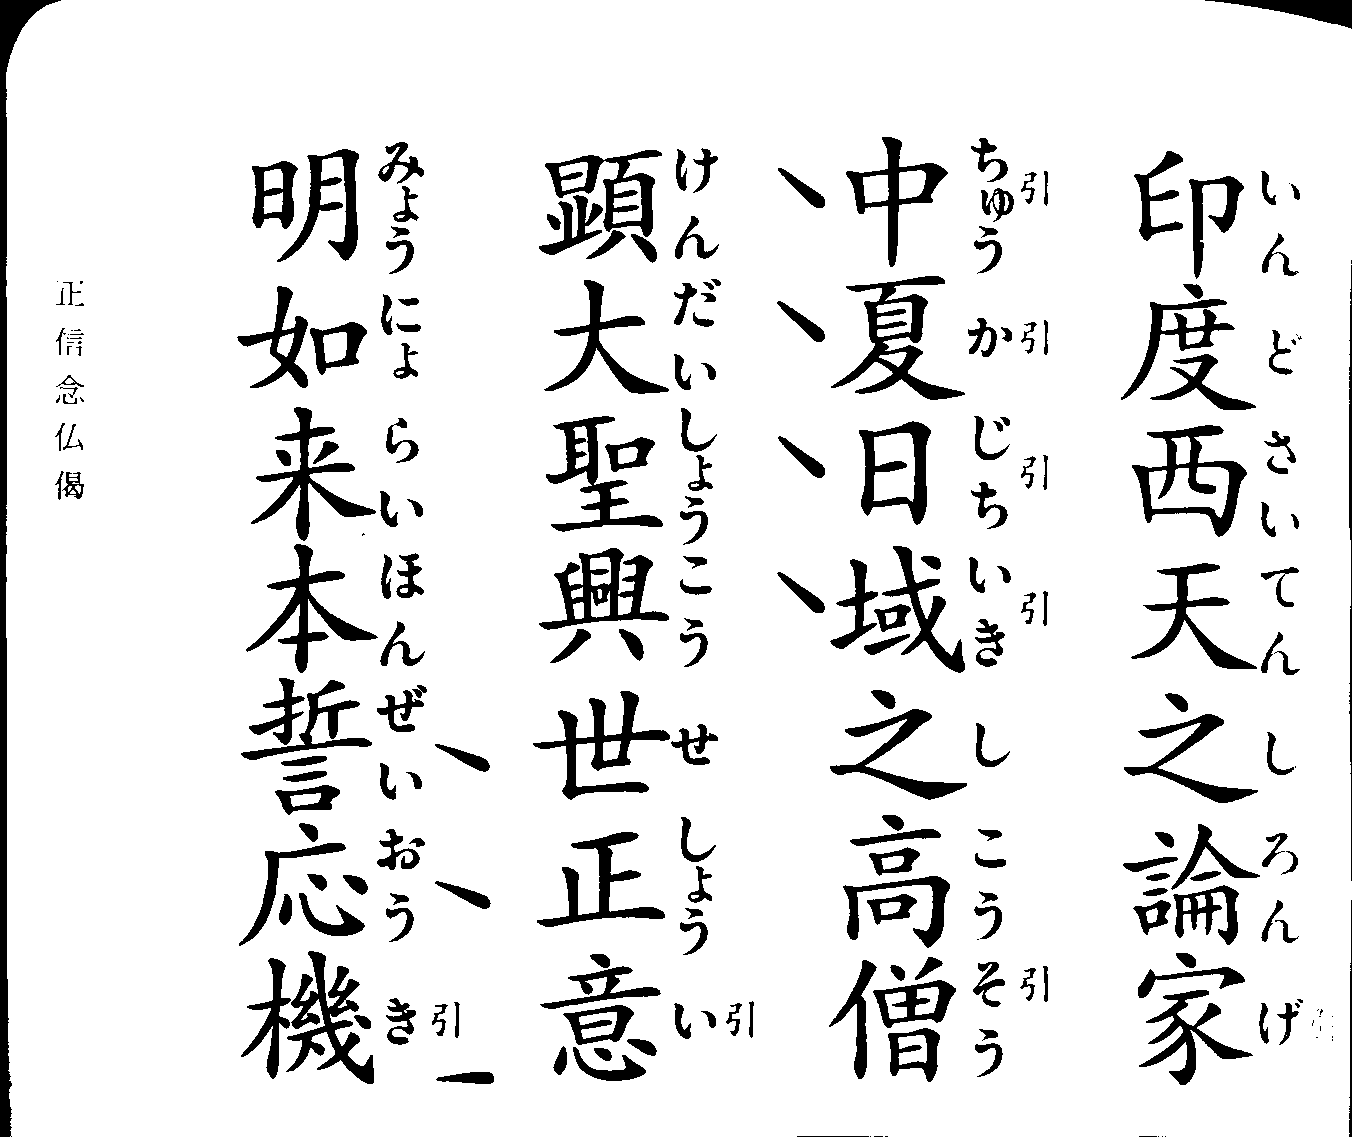 印度西天之論家
いんどさいてんしろんげ
中夏日域之高僧
ちゅうかじちいきしこうそう
引引引引引
顕大聖興世正意
けんだいしょうこうせしょうい
引
明如来本誓応機
みょうにょらいほんぜいおうき
引
正信念仏偈